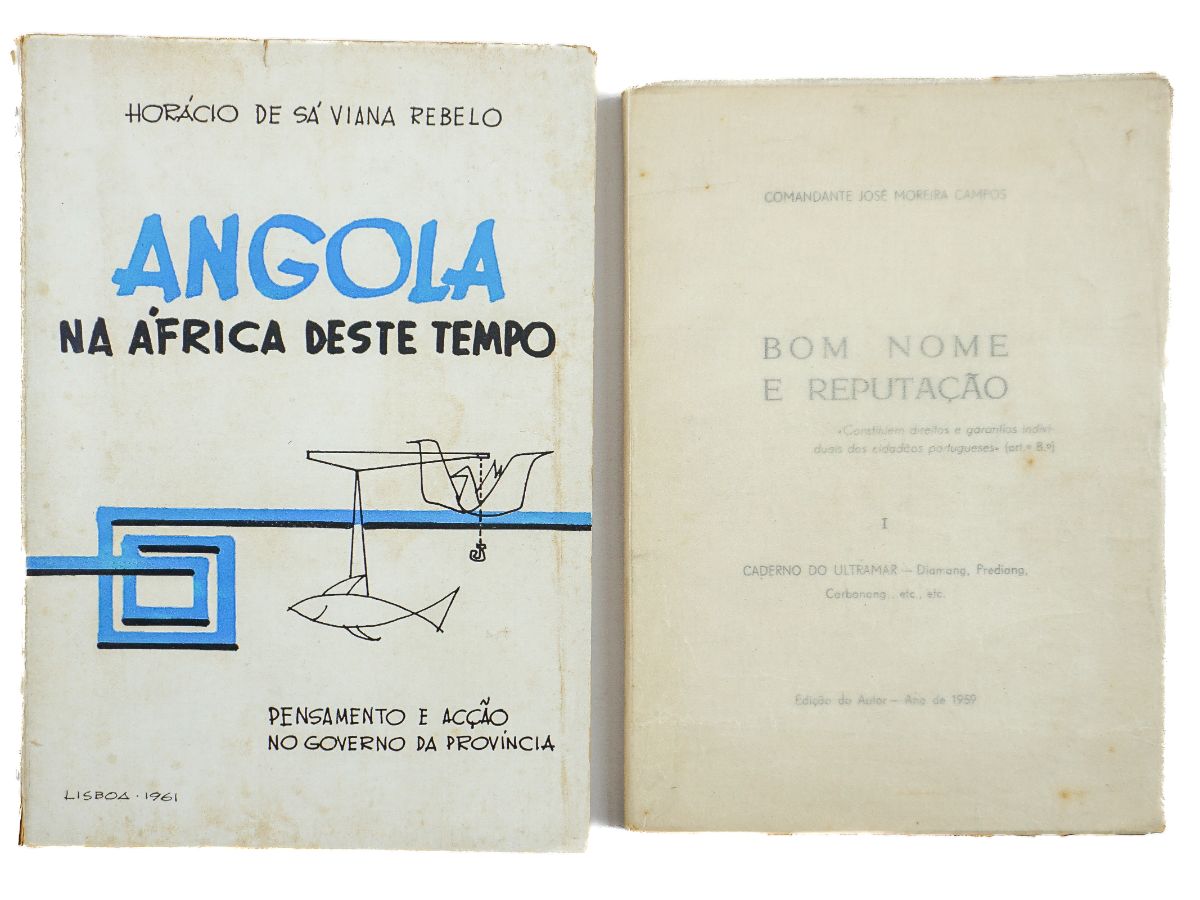 HORÁCIO DE SÁ VIANA REBELO
ANGOLA
NA ÁFRICA DESTE TEMPO
PENSAMENTO E ACÇÃO
NO GOVERNO DA PROVÍNCIA
LISBOA · 1961
COMANDANTE JOSÉ MOREIRA CAMPOS
BOM NOME
E REPUTAÇÃO
«Constituem direitos e garantias indivi-
duais dos cidadãos portugueses» (art.º 8.º)
I
CADERNO DO ULTRAMAR — Diamang, Prediang,
Carbonang, etc., etc.
Edição do Autor — Ano de 1959